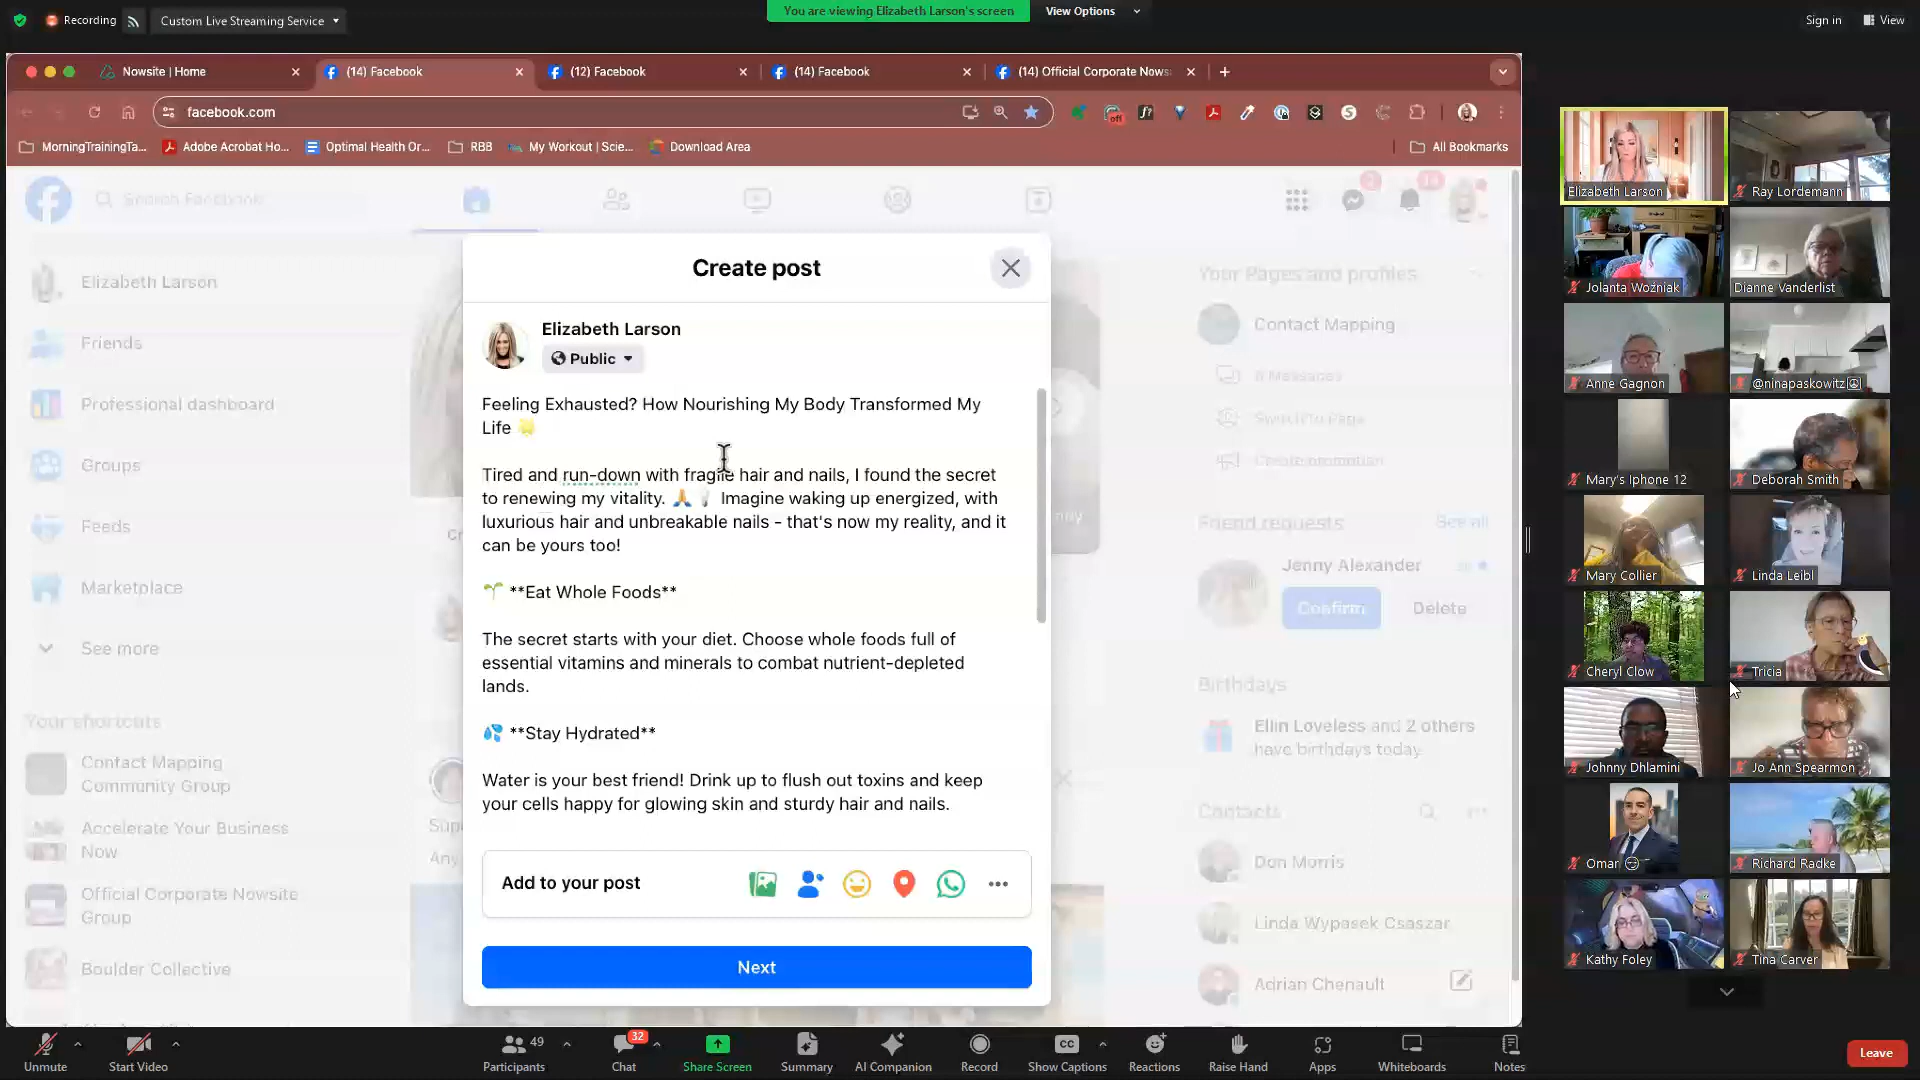 Recording
Custom Live Streaming Service
You are viewing Elizabeth Larson's screen
View Options
Sign in
View
Nowsite | Home
(14) Facebook
(12) Facebook
(14) Facebook
(14) Official Corporate Nows
facebook.com
MorningTrainingTa...
Adobe Acrobat Ho...
Optimal Health Or...
RBB
My Workout | Scie...
Download Area
All Bookmarks
Search Facebook
Elizabeth Larson
Friends
Professional dashboard
Groups
Feeds
Marketplace
See more
Your shortcuts
Contact Mapping
Community Group
Accelerate Your Business
Now
Official Corporate Nowsite
Group
Boulder Collective
Create post
Elizabeth Larson
Public
Feeling Exhausted? How Nourishing My Body Transformed My
Life 🌟
Tired and run-down with fragile hair and nails, I found the secret
to renewing my vitality. 🙏 🥛 Imagine waking up energized, with
luxurious hair and unbreakable nails - that's now my reality, and it
can be yours too!
🌱 **Eat Whole Foods**
The secret starts with your diet. Choose whole foods full of
essential vitamins and minerals to combat nutrient-depleted
lands.
💦 **Stay Hydrated**
Water is your best friend! Drink up to flush out toxins and keep
your cells happy for glowing skin and sturdy hair and nails.
Add to your post
Next
Your Pages and profiles
Contact Mapping
Messages
Switch to Page
Create promotion
Friend requests
See all
Jenny Alexander
Confirm
Delete
Birthdays
Ellin Loveless and 2 others
have birthdays today.
Contacts
Don Morris
Linda Wypasek Csaszar
Adrian Chenault
Elizabeth Larson
Ray Lordemann
Jolanta Woźniak
Dianne Vanderlist
Anne Gagnon
@ninapaskowitz
Mary's Iphone 12
Deborah Smith
Mary Collier
Linda Leibl
Cheryl Clow
Tricia
Johnny Dhlamini
Jo Ann Spearmon
Omar 😏
Richard Radke
Kathy Foley
Tina Carver
Unmute
Start Video
Participants
49
Chat
32
Share Screen
Summary
AI Companion
Record
CC
Show Captions
Reactions
Raise Hand
Apps
Whiteboards
Notes
Leave